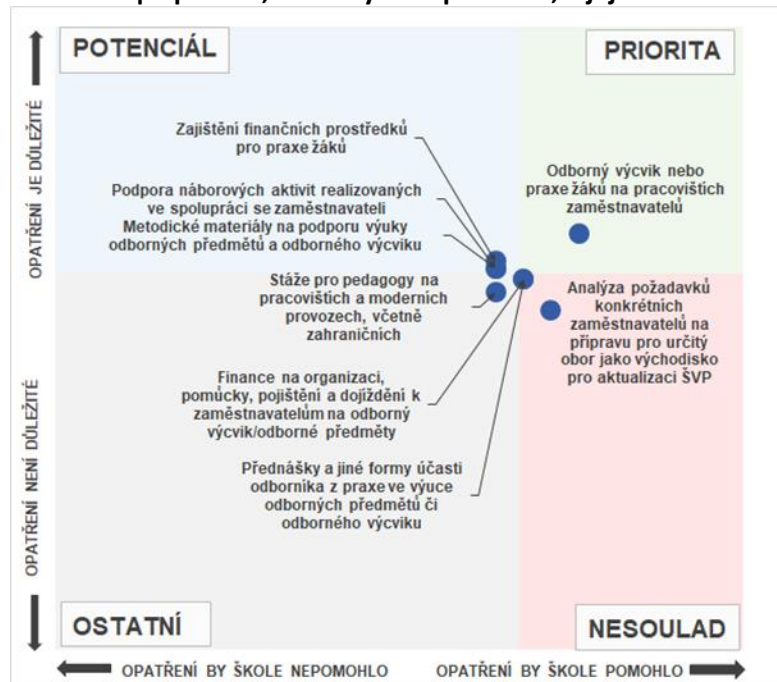 POTENCIÁL
PRIORITA
Zajištění finančních prostředků
pro praxe žáků
Podpora náborových aktivit realizovaných
ve spolupráci se zaměstnavateli
Metodické materiály na podporu výuky
odborných předmětů a odborného výcviku
Odborný výcvik nebo
praxe žáků na pracovištích
zaměstnavatelů
Stáže pro pedagogy na
pracovištích a moderních
provozech, včetně
zahraničních
Analýza požadavků
konkrétních
zaměstnavatelů na
přípravu pro určitý
obor jako východisko
pro aktualizaci ŠVP
Finance na organizaci,
pomůcky, pojištění a dojíždění k
zaměstnavatelům na odborný
výcvik/odborné předměty
Přednášky a jiné formy účasti
odborníka z praxe ve výuce
odborných předmětů či
odborného výcviku
OSTATNÍ
NESOULAD
OPATŘENÍ JE DŮLEŽITÉ
OPATŘENÍ NENÍ DŮLEŽITÉ
OPATŘENÍ BY ŠKOLE NEPOMOHLO
OPATŘENÍ BY ŠKOLE POMOHLO